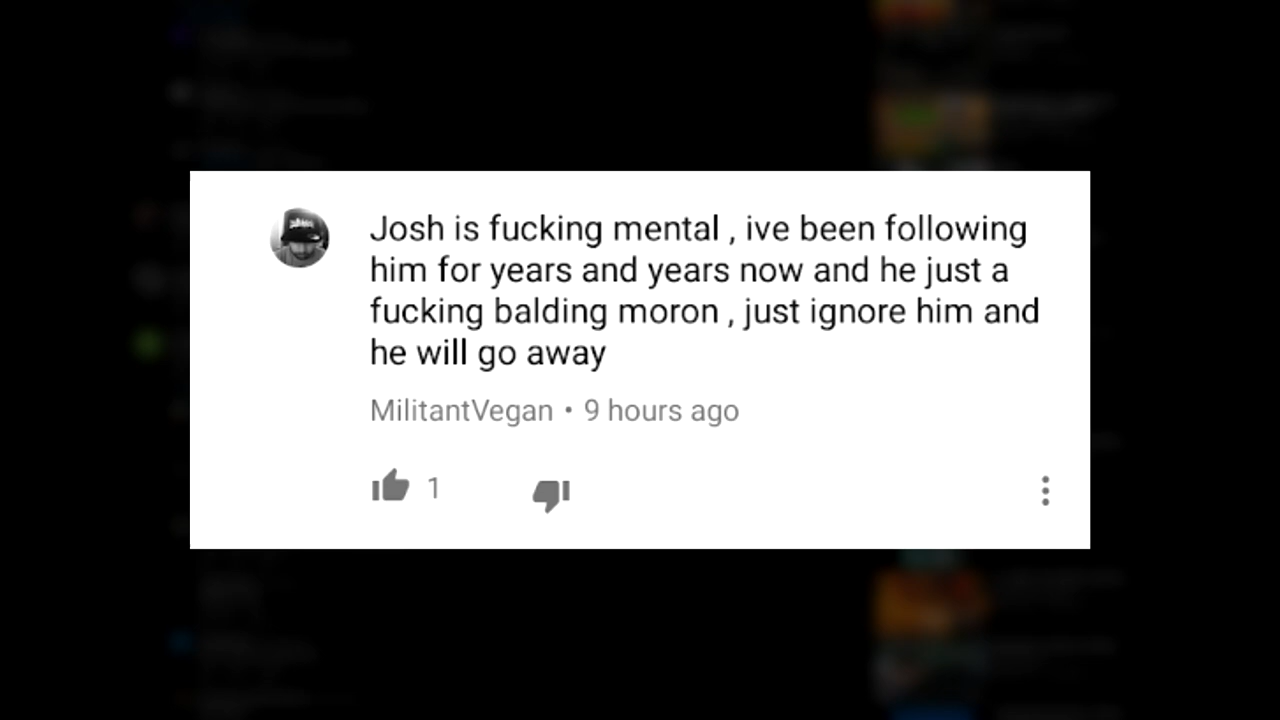 Josh is fucking mental , ive been following
him for years and years now and he just a
fucking balding moron , just ignore him and
he will go away
MilitantVegan • 9 hours ago
1